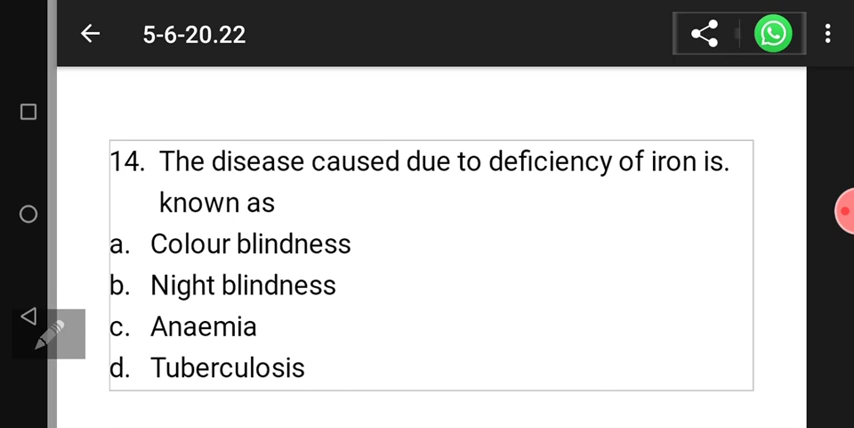 5-6-20.22
14. The disease caused due to deficiency of iron is.
known as
a. Colour blindness
b. Night blindness
c. Anaemia
d. Tuberculosis